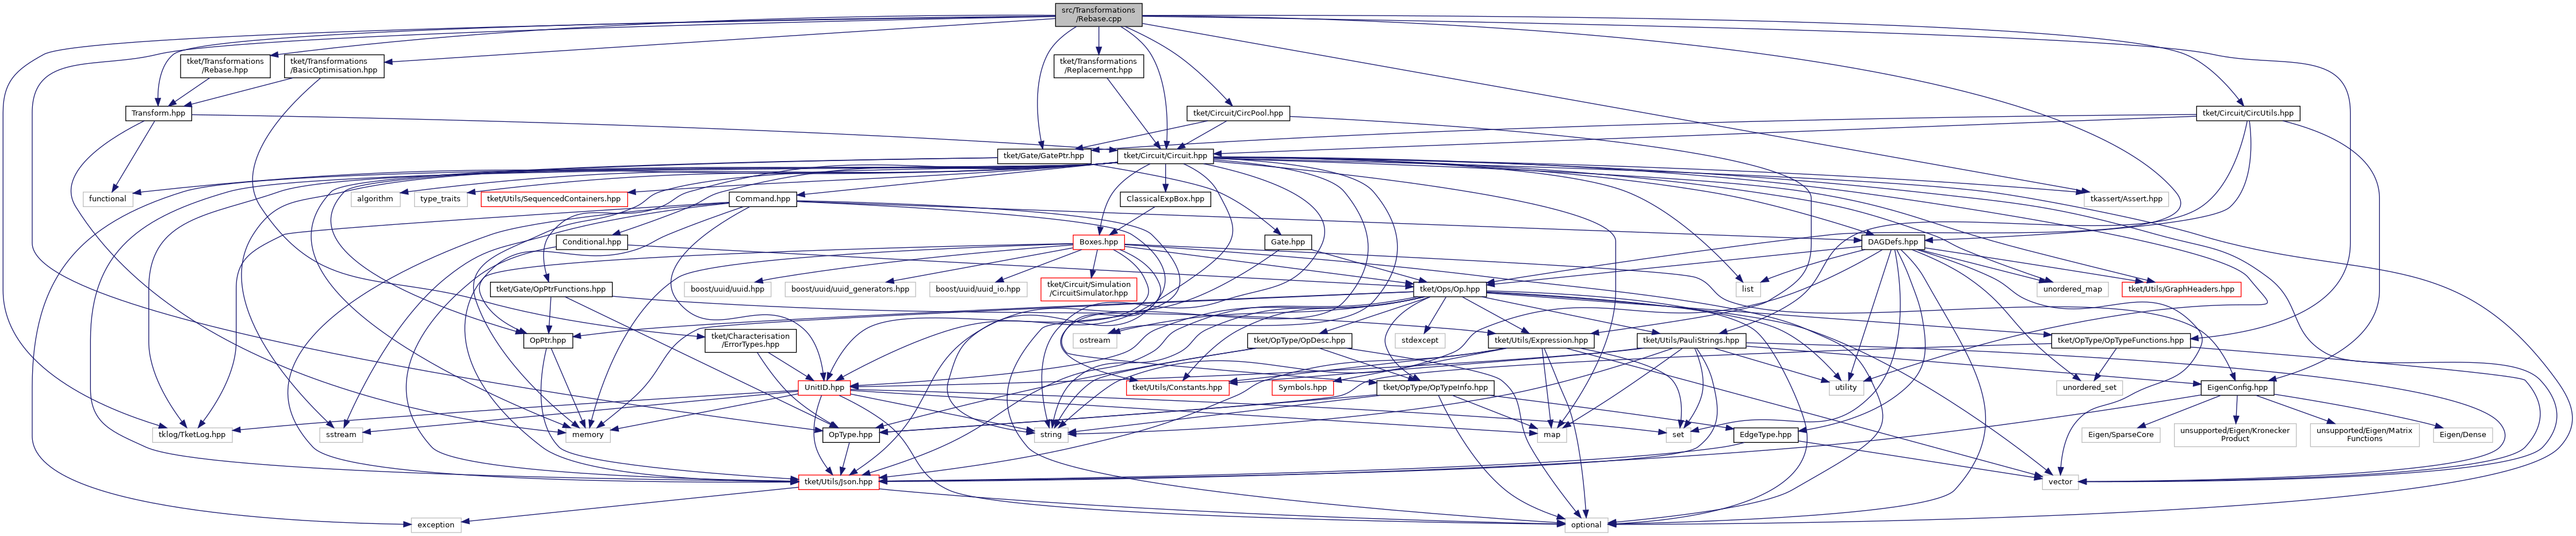 src/Transformations
/Rebase.cpp
tket/Transformations
/Rebase.hpp
tket/Transformations
/BasicOptimisation.hpp
tket/Transformations
/Replacement.hpp
Transform.hpp
tket/Circuit/CircPool.hpp
tket/Circuit/CircUtils.hpp
tket/Gate/GatePtr.hpp
tket/Circuit/Circuit.hpp
functional
algorithm
type_traits
tket/Utils/SequencedContainers.hpp
Command.hpp
ClassicalExpBox.hpp
tkassert/Assert.hpp
Conditional.hpp
Boxes.hpp
Gate.hpp
DAGDefs.hpp
tket/Gate/OpPtrFunctions.hpp
boost/uuid/uuid.hpp
boost/uuid/uuid_generators.hpp
boost/uuid/uuid_io.hpp
tket/Circuit/Simulation
/CircuitSimulator.hpp
tket/Ops/Op.hpp
list
unordered_map
tket/Utils/GraphHeaders.hpp
OpPtr.hpp
tket/Characterisation
/ErrorTypes.hpp
ostream
tket/OpType/OpDesc.hpp
stdexcept
tket/Utils/Expression.hpp
tket/Utils/PauliStrings.hpp
tket/OpType/OpTypeFunctions.hpp
UnitID.hpp
tket/Utils/Constants.hpp
Symbols.hpp
tket/OpType/OpTypeInfo.hpp
utility
unordered_set
EigenConfig.hpp
tklog/TketLog.hpp
sstream
memory
OpType.hpp
string
map
set
EdgeType.hpp
Eigen/SparseCore
unsupported/Eigen/Kronecker
Product
unsupported/Eigen/Matrix
Functions
Eigen/Dense
tket/Utils/Json.hpp
vector
exception
optional